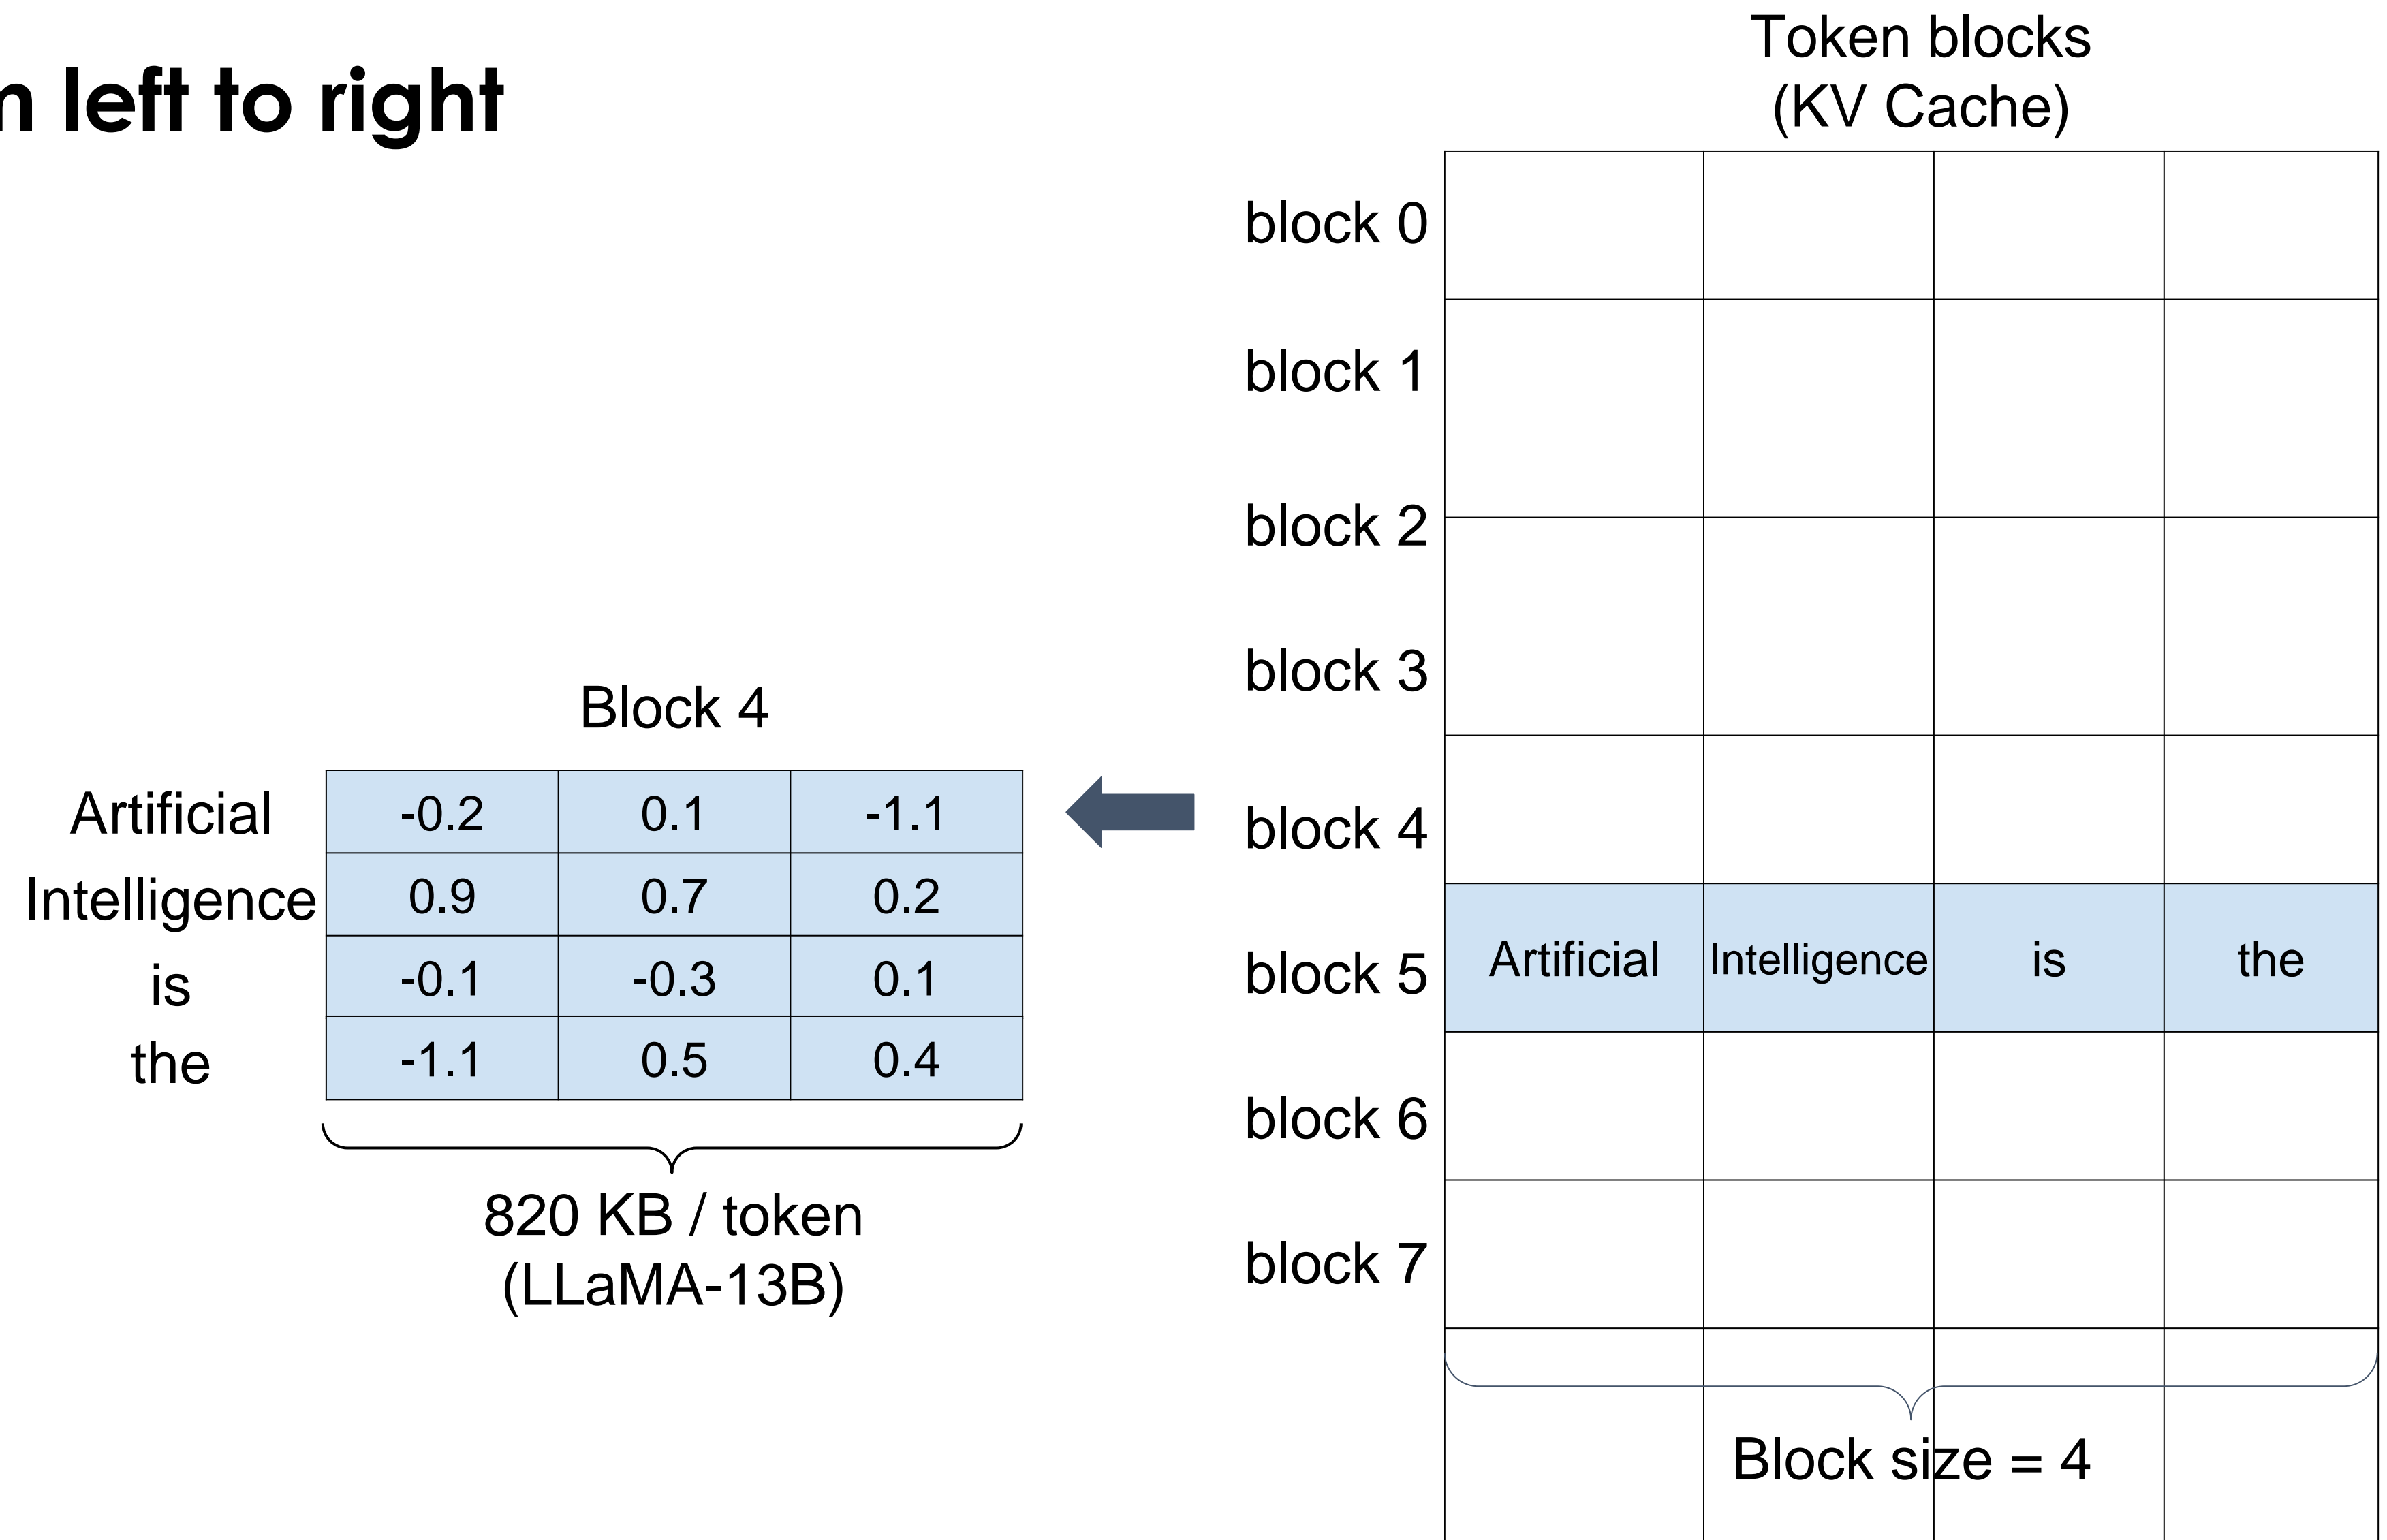 n left to right
Token blocks
(KV Cache)
block 0
block 1
block 2
block 3
Block 4
Artificial -0.2 0.1 -1.1
Intelligence 0.9 0.7 0.2
is -0.1 -0.3 0.1
the -1.1 0.5 0.4
820 KB / token
(LLaMA-13B)
block 4
block 5 Artificial Intelligence is the
block 6
block 7
Block size = 4